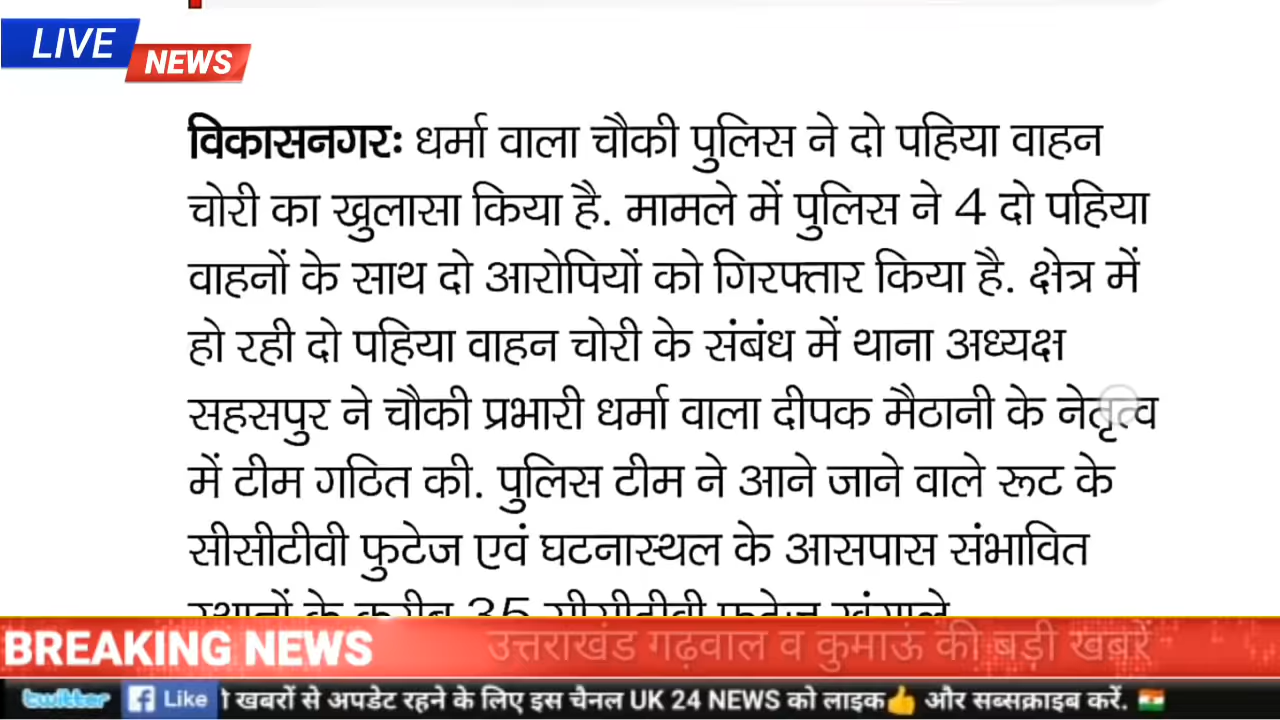 LIVE
NEWS
विकासनगरः धर्मा वाला चौकी पुलिस ने दो पहिया वाहन
चोरी का खुलासा किया है. मामले में पुलिस ने 4 दो पहिया
वाहनों के साथ दो आरोपियों को गिरफ्तार किया है. क्षेत्र में
हो रही दो पहिया वाहन चोरी के संबंध में थाना अध्यक्ष
सहसपुर ने चौकी प्रभारी धर्मा वाला दीपक मैठानी के नेतृत्व
में टीम गठित की. पुलिस टीम ने आने जाने वाले रूट के
सीसीटीवी फुटेज एवं घटनास्थल के आसपास संभावित
स्थानों के करीब 35 सीसीटीवी फुटेज खंगाले
BREAKING NEWS
उत्तराखंड गढ़वाल व कुमाऊं की बड़ी खबरें
twitter Like खबरों से अपडेट रहने के लिए इस चैनल UK 24 NEWS को लाइक👍 और सब्सक्राइब करें. 🇮🇳